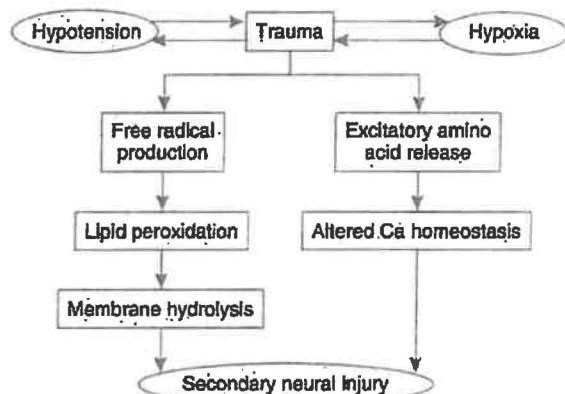 Hypotension
Trauma
Hypoxia
Free radical
production
Excitatory amino
acid release
Lipid peroxidation
Altered Ca homeostasis
Membrane hydrolysis
Secondary neural Injury